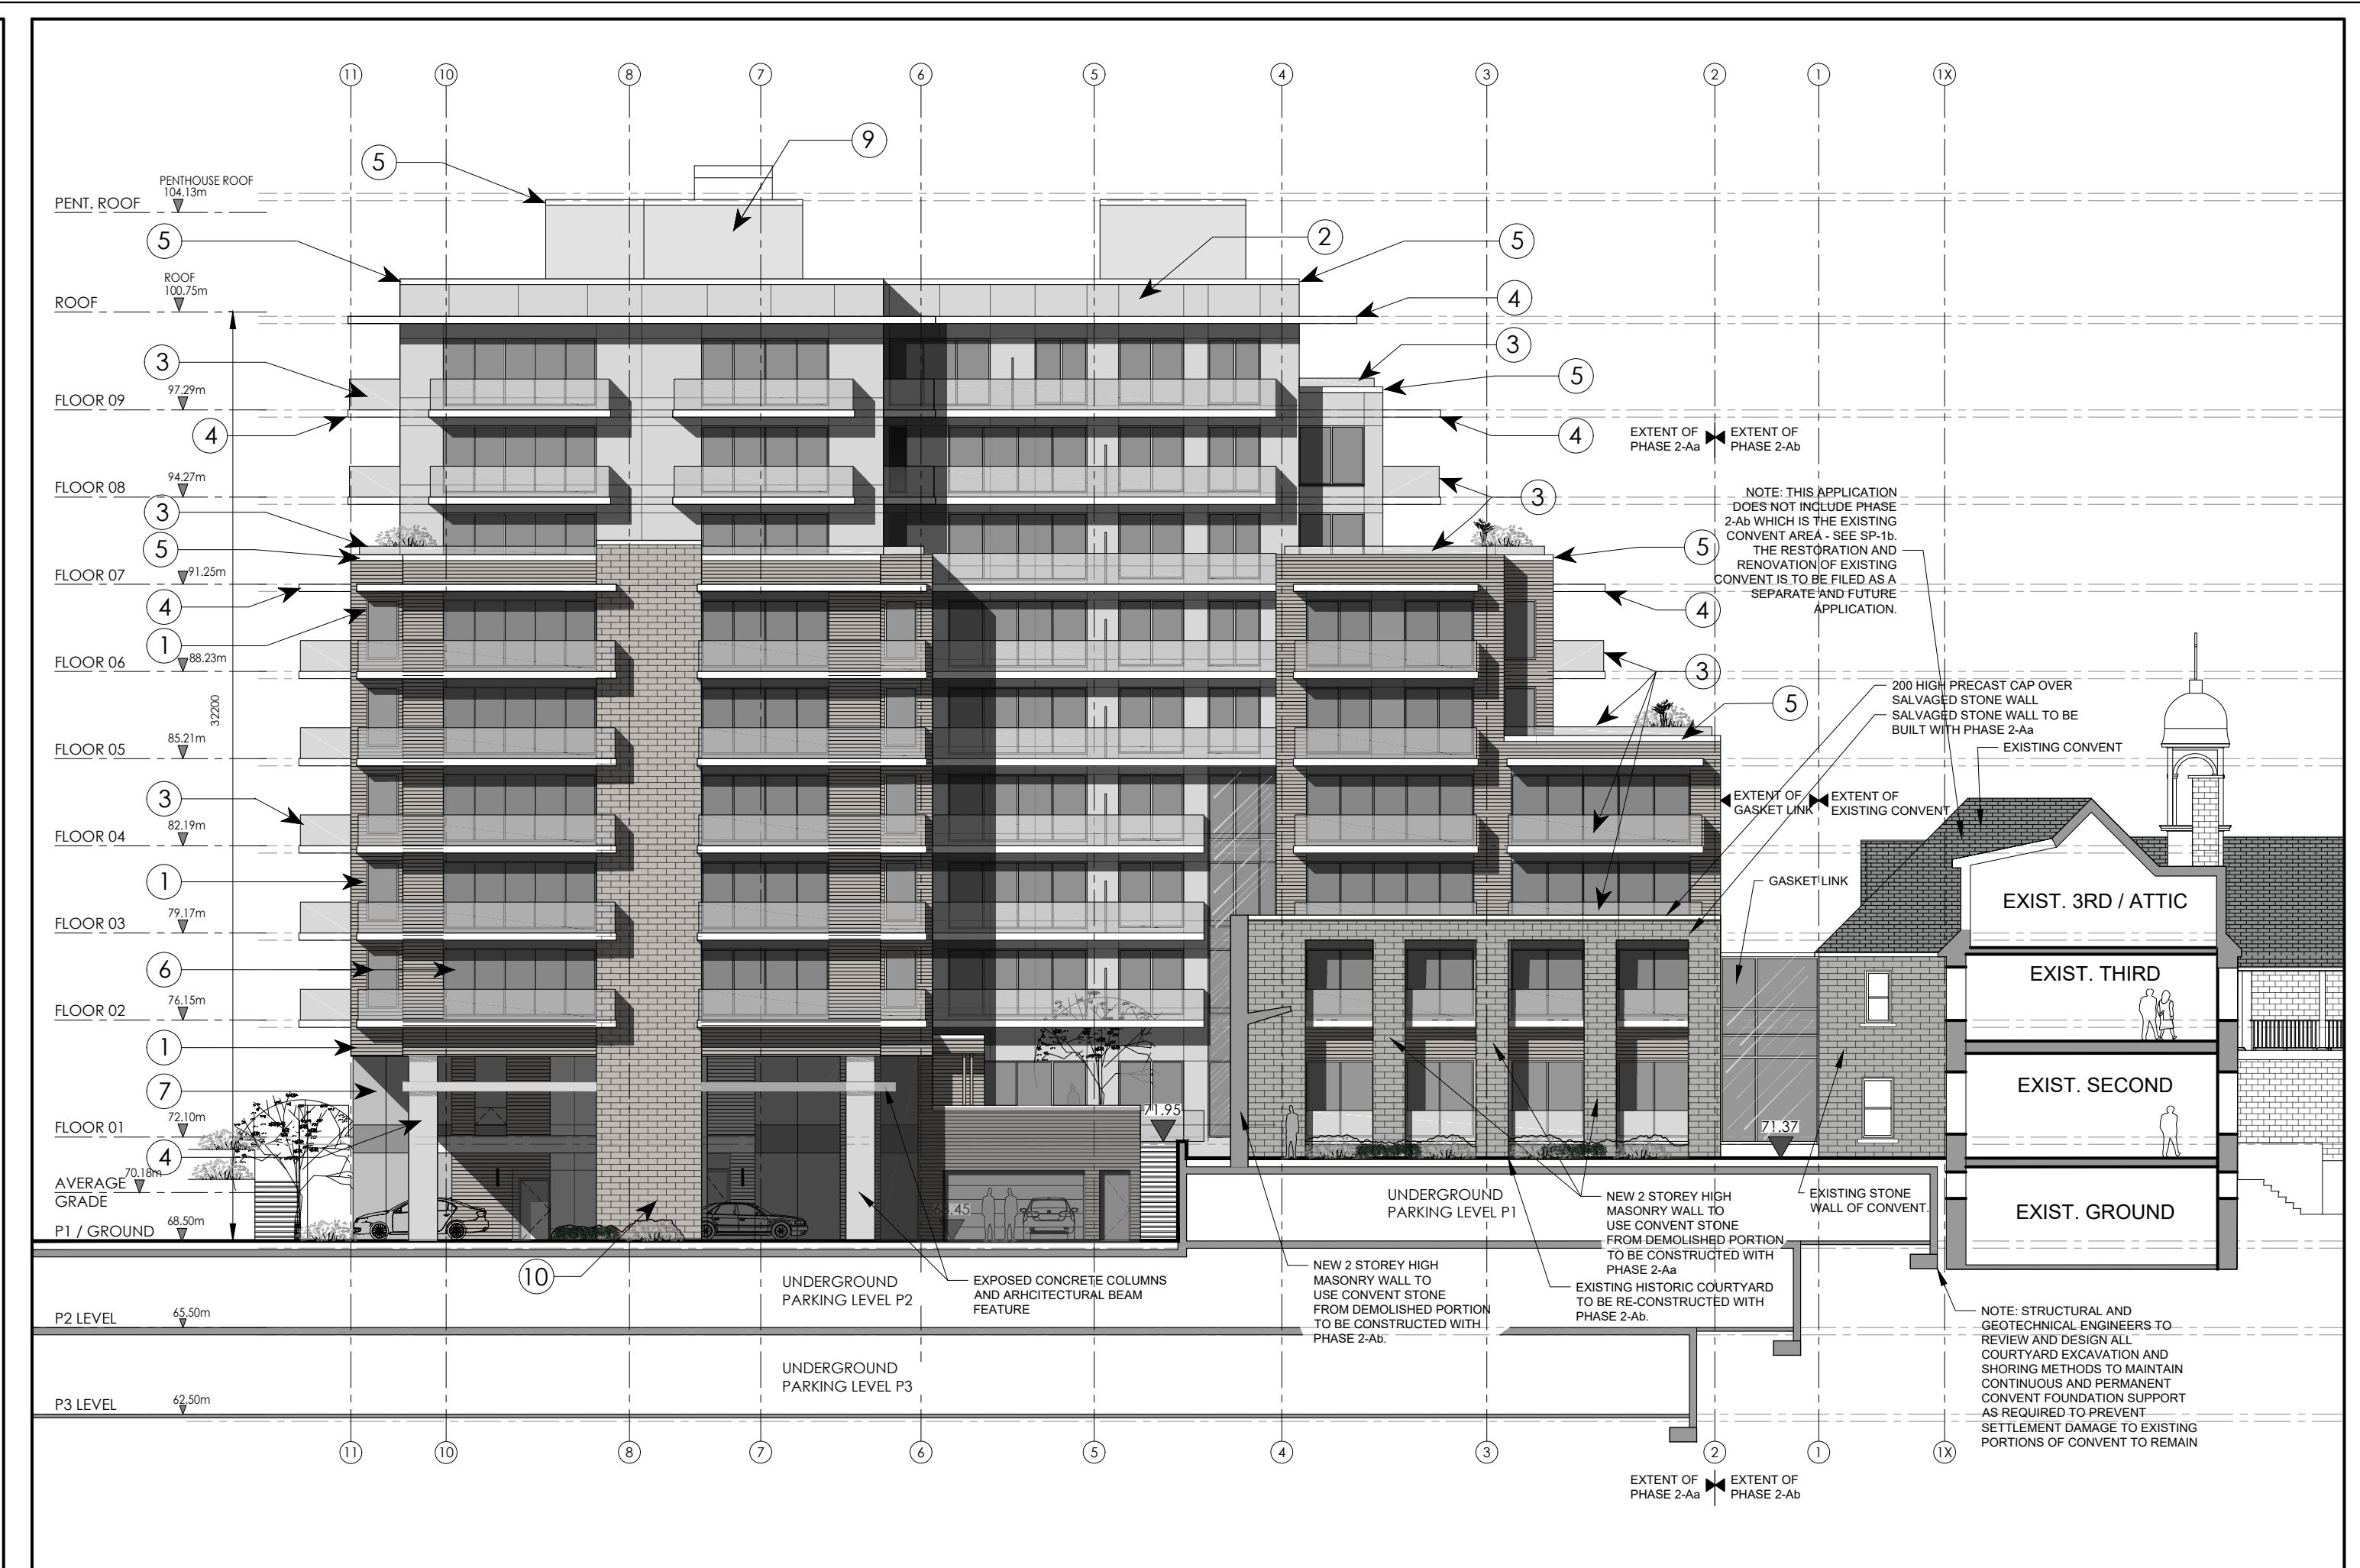 11 10 8 7 6 5 4 3 2 1 1X
9
5
PENTHOUSE ROOF
104.13m
PENT. ROOF
5
2
5
ROOF
100.75m
ROOF
4
3
3
5
97.29m
FLOOR 09
4
4
EXTENT OF
PHASE 2-Aa
EXTENT OF
PHASE 2-Ab
94.27m
FLOOR 08
3
3
NOTE: THIS APPLICATION
DOES NOT INCLUDE PHASE
2-Ab WHICH IS THE EXISTING
CONVENT AREA - SEE SP-1b.
THE RESTORATION AND
RENOVATION OF EXISTING
CONVENT IS TO BE FILED AS A
SEPARATE AND FUTURE
APPLICATION.
5
5
91.25m
FLOOR 07
4
4
1
88.23m
FLOOR 06
3
32200
200 HIGH PRECAST CAP OVER
SALVAGED STONE WALL
SALVAGED STONE WALL TO BE
BUILT WITH PHASE 2-Aa
5
EXISTING CONVENT
85.21m
FLOOR 05
3
EXTENT OF
GASKET LINK
EXTENT OF
EXISTING CONVENT
82.19m
FLOOR 04
1
GASKET LINK
EXIST. 3RD / ATTIC
79.17m
FLOOR 03
6
EXIST. THIRD
76.15m
FLOOR 02
1
7
EXIST. SECOND
72.10m
FLOOR 01
71.95
71.37
4
70.18m
AVERAGE
GRADE
68.50m
P1 / GROUND
68.45
UNDERGROUND
PARKING LEVEL P1
NEW 2 STOREY HIGH
MASONRY WALL TO
USE CONVENT STONE
FROM DEMOLISHED PORTION
TO BE CONSTRUCTED WITH
PHASE 2-Aa
EXISTING STONE
WALL OF CONVENT.
EXIST. GROUND
10
UNDERGROUND
PARKING LEVEL P2
EXPOSED CONCRETE COLUMNS
AND ARHCITECTURAL BEAM
FEATURE
NEW 2 STOREY HIGH
MASONRY WALL TO
USE CONVENT STONE
FROM DEMOLISHED PORTION
TO BE CONSTRUCTED WITH
PHASE 2-Ab.
EXISTING HISTORIC COURTYARD
TO BE RE-CONSTRUCTED WITH
PHASE 2-Ab.
65.50m
P2 LEVEL
NOTE: STRUCTURAL AND
GEOTECHNICAL ENGINEERS TO
REVIEW AND DESIGN ALL
COURTYARD EXCAVATION AND
SHORING METHODS TO MAINTAIN
CONTINUOUS AND PERMANENT
CONVENT FOUNDATION SUPPORT
AS REQUIRED TO PREVENT
SETTLEMENT DAMAGE TO EXISTING
PORTIONS OF CONVENT TO REMAIN
UNDERGROUND
PARKING LEVEL P3
62.50m
P3 LEVEL
11 10 8 7 6 5 4 3 2 1 1X
EXTENT OF
PHASE 2-Aa
EXTENT OF
PHASE 2-Ab